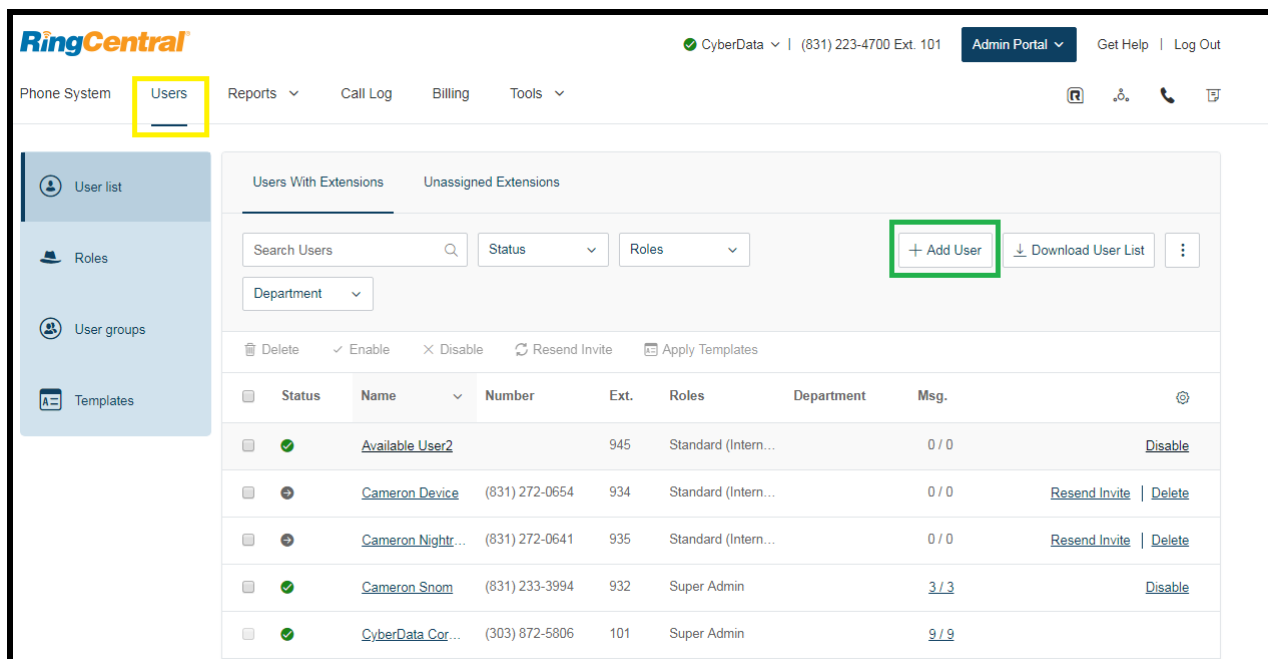 RingCentral
CyberData | (831) 223-4700 Ext. 101 Admin Portal Get Help | Log Out
Phone System Users Reports Call Log Billing Tools
User list
Roles
User groups
Templates
Users With Extensions Unassigned Extensions
Search Users Status Roles + Add User Download User List
Department
Delete Enable Disable Resend Invite Apply Templates
Status Name Number Ext. Roles Department Msg.
Available User2 945 Standard (Intern... 0 / 0 Disable
Cameron Device (831) 272-0654 934 Standard (Intern... 0 / 0 Resend Invite | Delete
Cameron Nightr... (831) 272-0641 935 Standard (Intern... 0 / 0 Resend Invite | Delete
Cameron Snom (831) 233-3994 932 Super Admin 3 / 3 Disable
CyberData Cor... (303) 872-5806 101 Super Admin 9 / 9